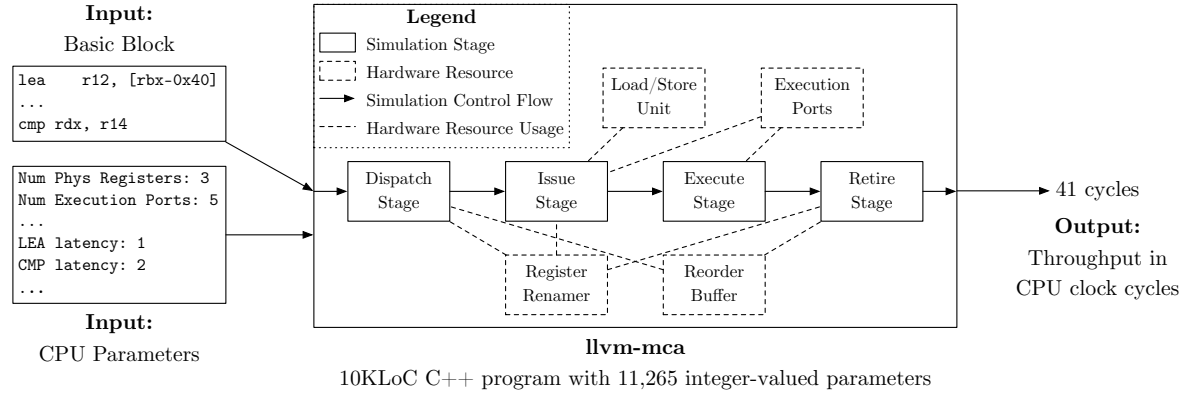 Input:
Basic Block
lea    r12, [rbx-0x40]
...
cmp rdx, r14
Num Phys Registers: 3
Num Execution Ports: 5
...
LEA latency: 1
CMP latency: 2
...
Input:
CPU Parameters
Legend
Simulation Stage
Hardware Resource
Simulation Control Flow
Hardware Resource Usage
Load/Store
Unit
Execution
Ports
Dispatch
Stage
Issue
Stage
Execute
Stage
Retire
Stage
Register
Renamer
Reorder
Buffer
41 cycles
Output:
Throughput in
CPU clock cycles
llvm-mca
10KLoC C++ program with 11,265 integer-valued parameters